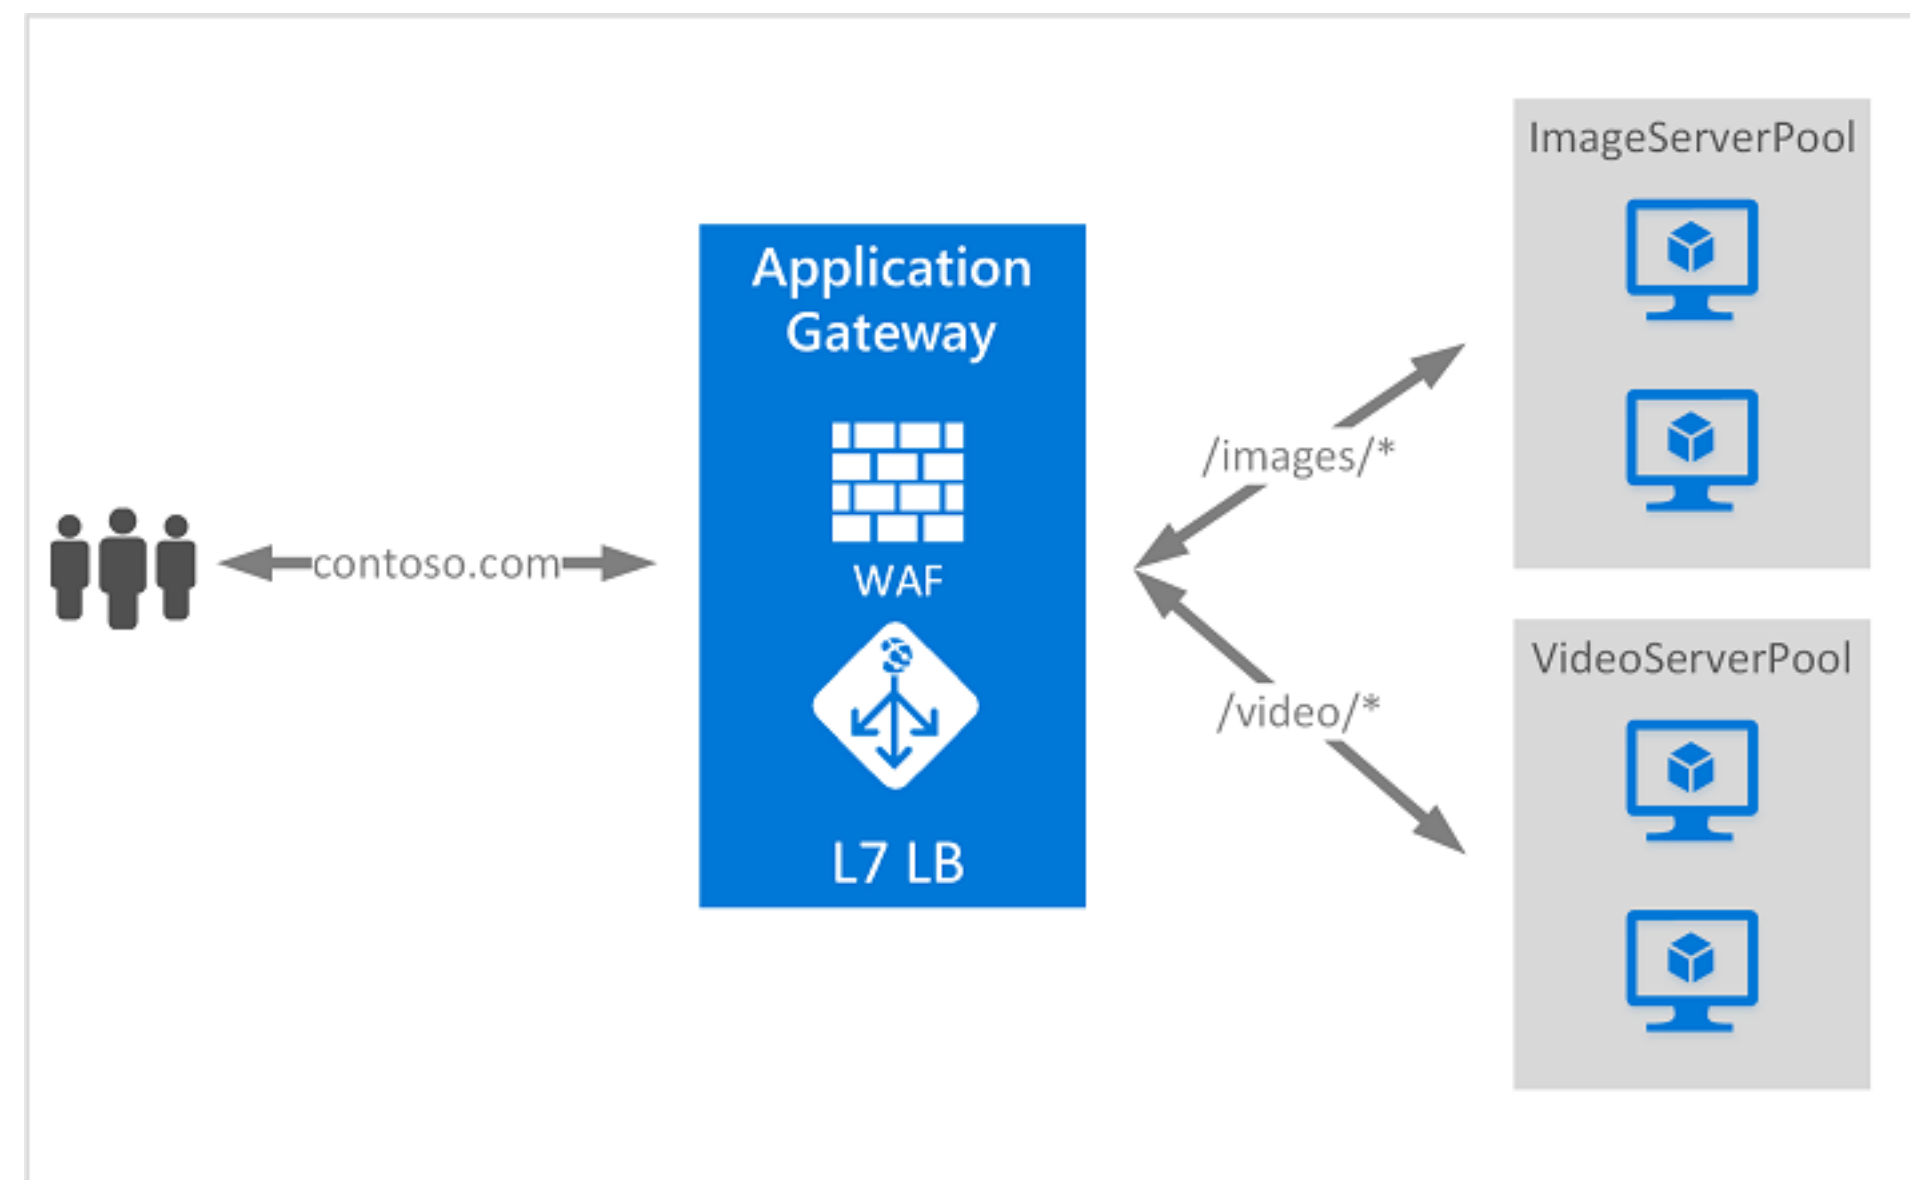 contoso.com
Application
Gateway
WAF
L7 LB
/images/*
/video/*
ImageServerPool
VideoServerPool